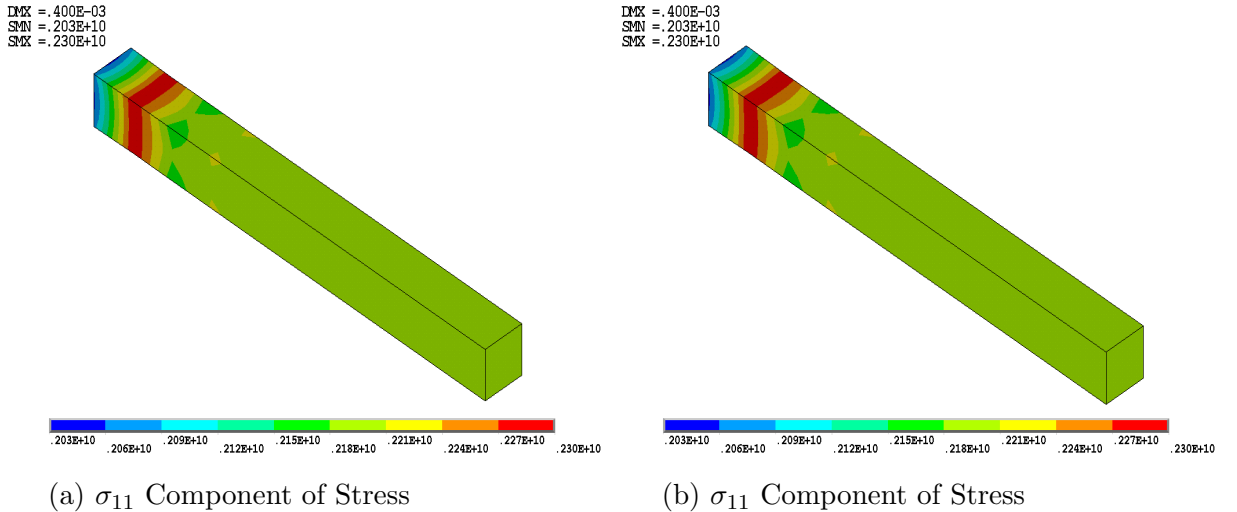 DMX =.400E-03
SMN =.203E+10
SMX =.230E+10
.203E+10 .206E+10 .209E+10 .212E+10 .215E+10 .218E+10 .221E+10 .224E+10 .227E+10 .230E+10
(a) σ11 Component of Stress
DMX =.400E-03
SMN =.203E+10
SMX =.230E+10
.203E+10 .206E+10 .209E+10 .212E+10 .215E+10 .218E+10 .221E+10 .224E+10 .227E+10 .230E+10
(b) σ11 Component of Stress